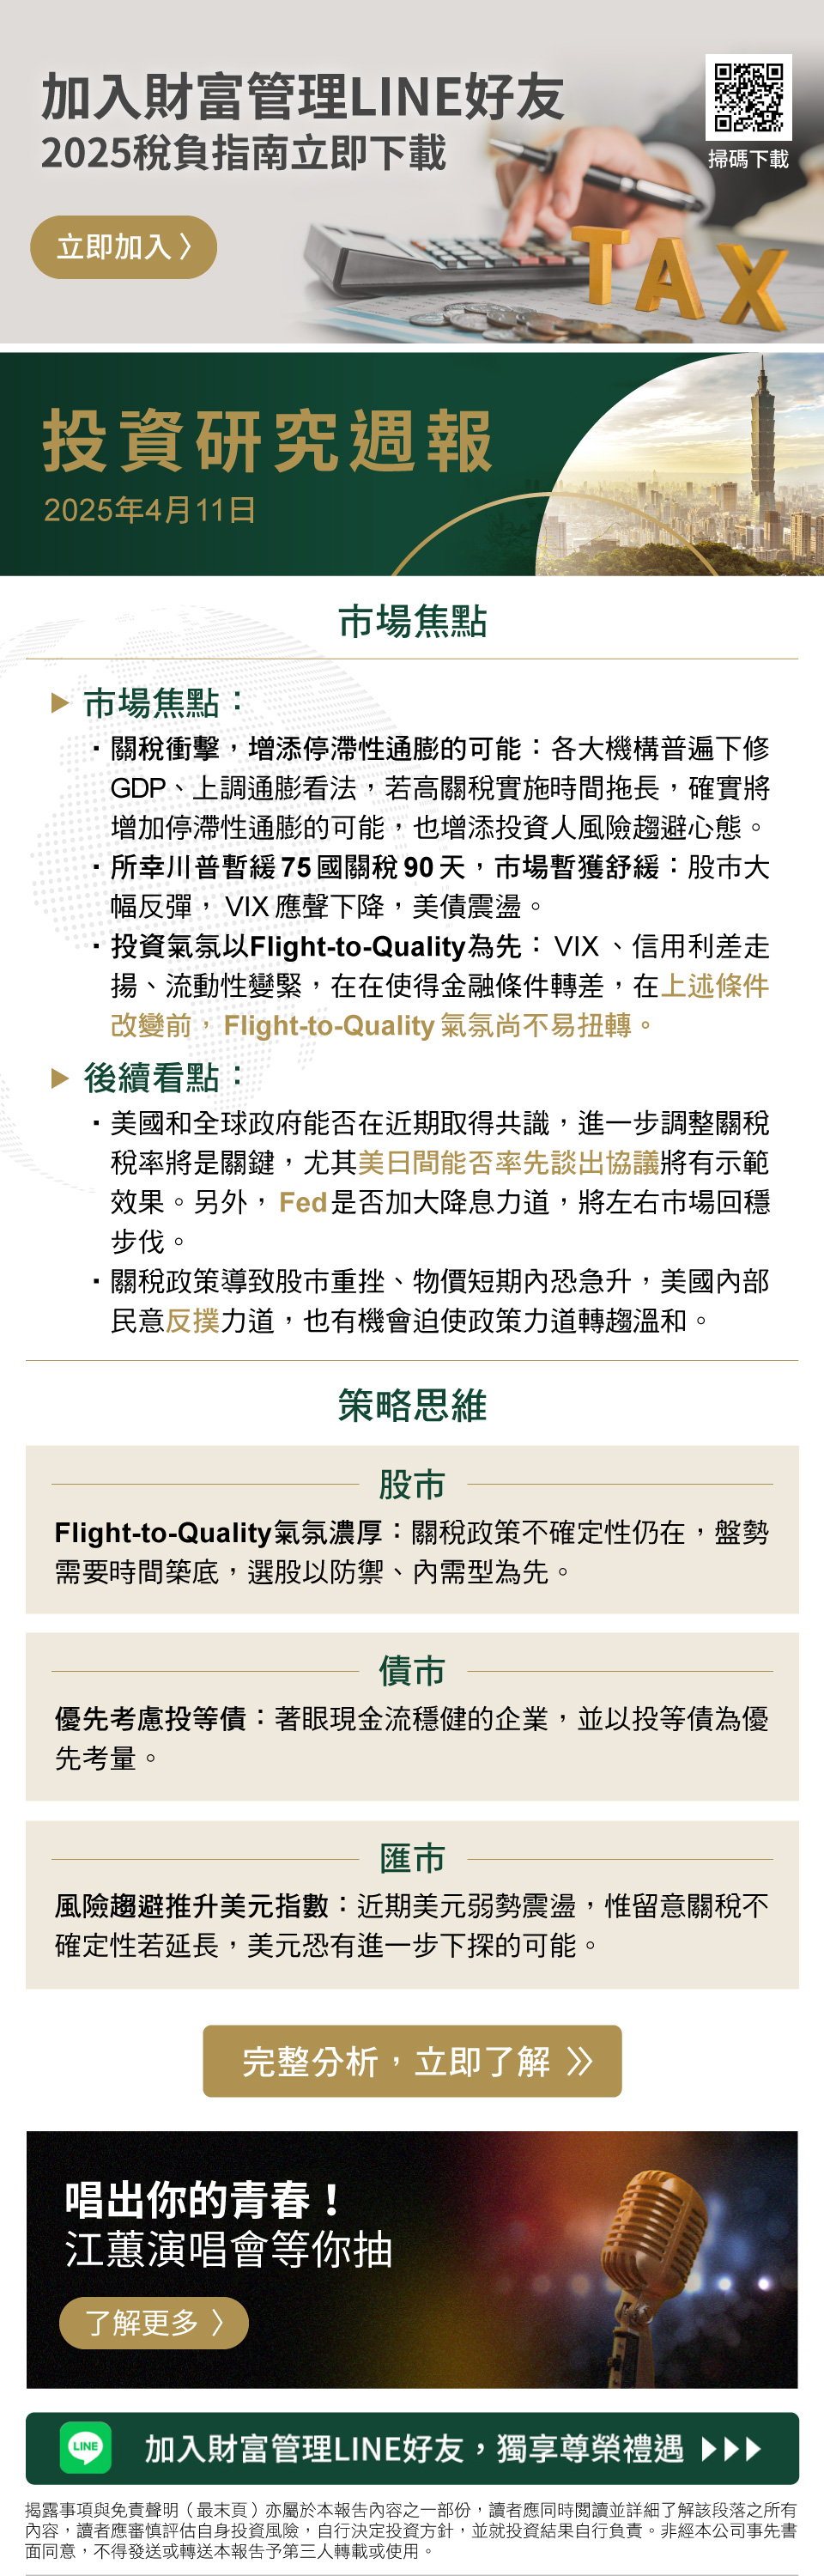 加入財富管理LINE好友
2025稅負指南立即下載
掃碼下載
立即加入 〉
TAX
投資研究週報
2025年4月11日
市場焦點
市場焦點：
▪ 關稅衝擊，增添停滯性通膨的可能：各大機構普遍下修
GDP、上調通膨看法，若高關稅實施時間拖長，確實將
增加停滯性通膨的可能，也增添投資人風險趨避心態。
▪ 所幸川普暫緩 75 國關稅 90 天，市場暫獲舒緩：股市大
幅反彈， VIX 應聲下降，美債震盪。
▪ 投資氣氛以Flight-to-Quality為先： VIX 、信用利差走
揚、流動性變緊，在在使得金融條件轉差，在上述條件
改變前， Flight-to-Quality 氣氛尚不易扭轉。
後續看點：
▪ 美國和全球政府能否在近期取得共識，進一步調整關稅
稅率將是關鍵，尤其美日間能否率先談出協議將有示範
效果。另外， Fed 是否加大降息力道，將左右市場回穩
步伐。
▪ 關稅政策導致股市重挫、物價短期內恐急升，美國內部
民意反撲力道，也有機會迫使政策力道轉趨溫和。
策略思維
股市
Flight-to-Quality氣氛濃厚：關稅政策不確定性仍在，盤勢
需要時間築底，選股以防禦、內需型為先。
債市
優先考慮投等債：著眼現金流穩健的企業，並以投等債為優
先考量。
匯市
風險趨避推升美元指數：近期美元弱勢震盪，惟留意關稅不
確定性若延長，美元恐有進一步下探的可能。
完整分析，立即了解 》
唱出你的青春！
江蕙演唱會等你抽
了解更多 〉
LINE
加入財富管理LINE好友，獨享尊榮禮遇
揭露事項與免責聲明（最末頁）亦屬於本報告內容之一部份，讀者應同時閱讀並詳細了解該段落之所有
內容，讀者應審慎評估自身投資風險，自行決定投資方針，並就投資結果自行負責。非經本公司事先書
面同意，不得發送或轉送本報告予第三人轉載或使用。